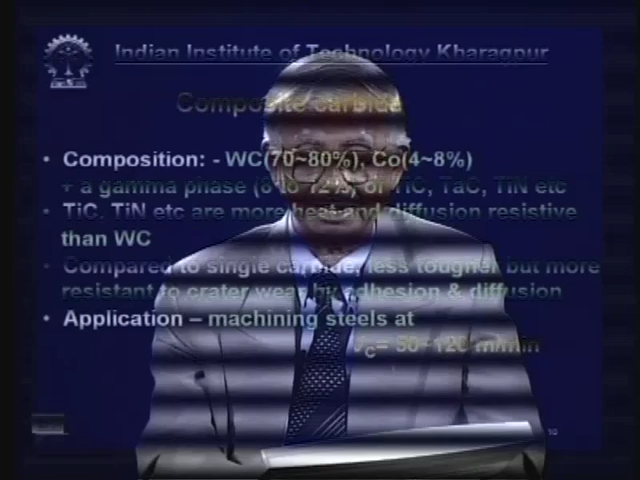 Indian Institute of Technology Kharagpur
Composite carbide
• Composition: - WC(70~80%), Co(4~8%)
+ a gamma phase (8 to 12%) of TiC, TaC, TiN etc
• TiC. TiN etc are more heat and diffusion resistive
than WC
• Compared to single carbide, less tougher but more
resistant to crater wear by adhesion & diffusion
• Application – machining steels at
= 50~120 m/min